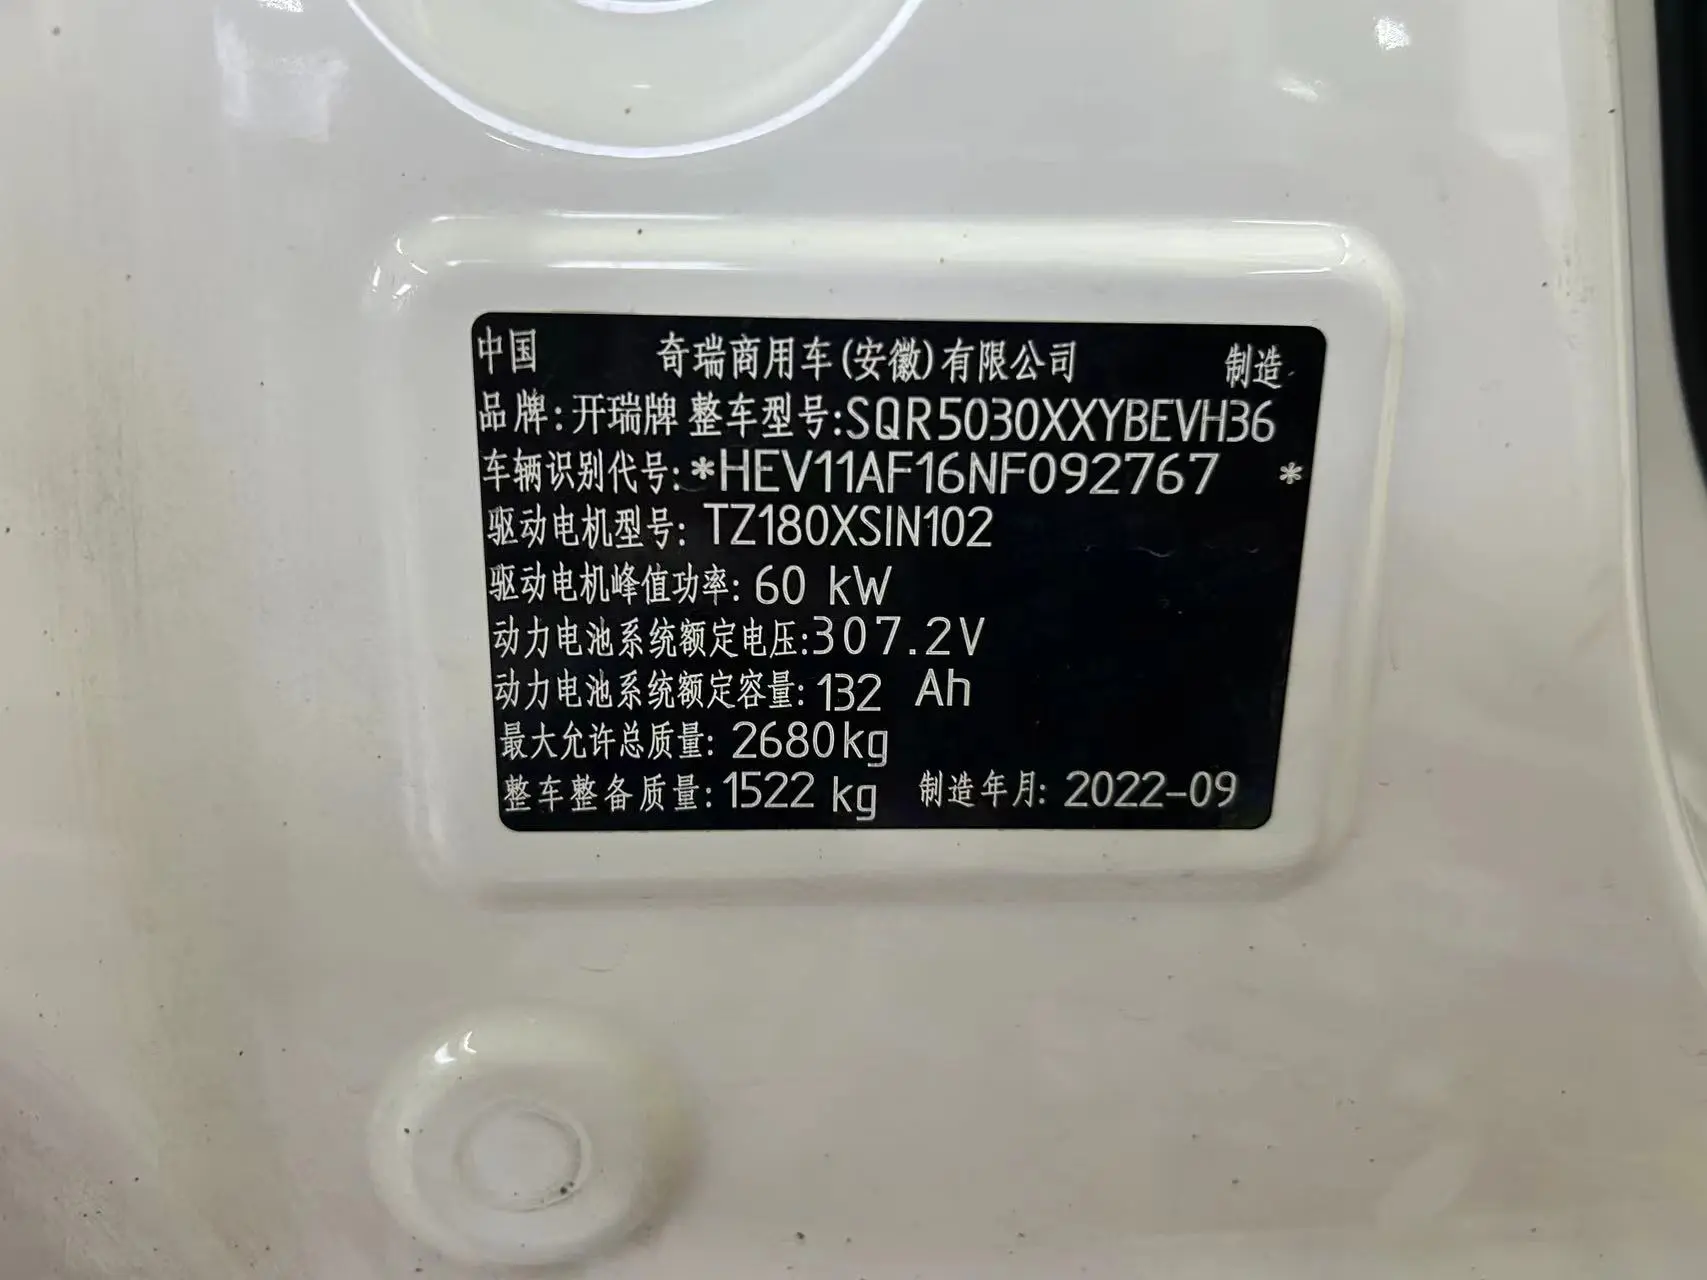 中国 奇瑞商用车(安徽)有限公司 制造
品牌:开瑞牌 整车型号:SQR5030XXYBEVH36
车辆识别代号:*HEV11AF16NF092767 *
驱动电机型号: TZ180XSIN102
驱动电机峰值功率: 60 kW
动力电池系统额定电压:307.2V
动力电池系统额定容量: 132 Ah
最大允许总质量: 2680kg
整车整备质量: 1522 kg 制造年月: 2022-09